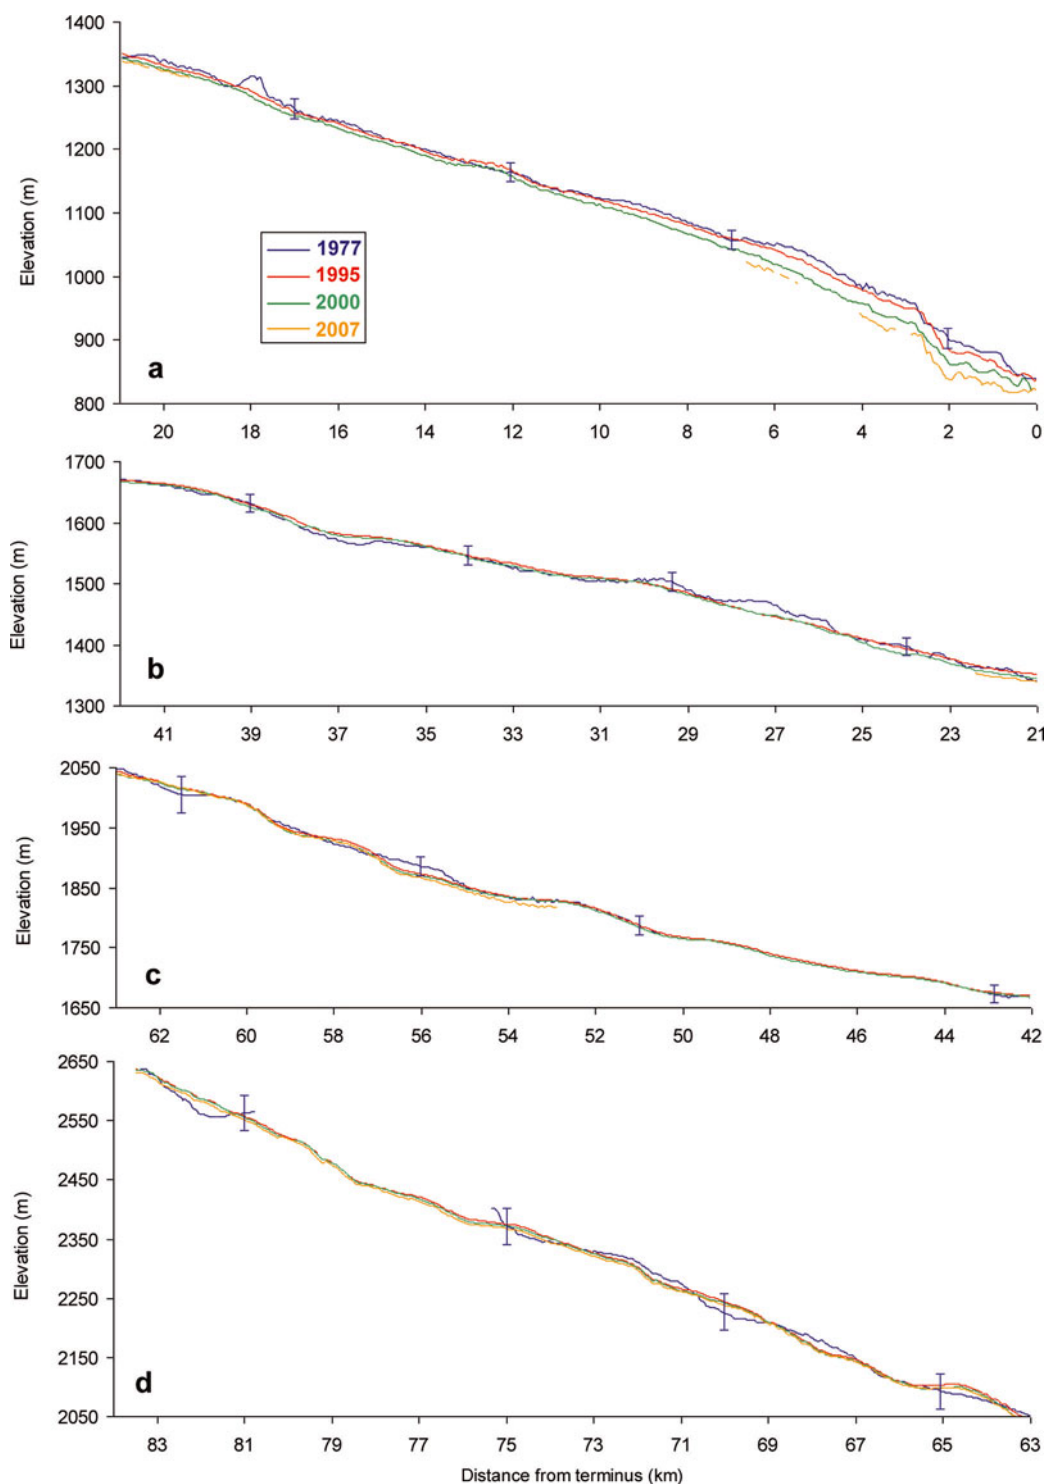 1400
1300
1200
1100
1000
900
800
Elevation (m)
1977
1995
2000
2007
a
20 18 16 14 12 10 8 6 4 2 0
1700
1600
1500
1400
1300
Elevation (m)
b
41 39 37 35 33 31 29 27 25 23 21
2050
1950
1850
1750
1650
Elevation (m)
c
62 60 58 56 54 52 50 48 46 44 42
2650
2550
2450
2350
2250
2150
2050
Elevation (m)
d
83 81 79 77 75 73 71 69 67 65 63
Distance from terminus (km)